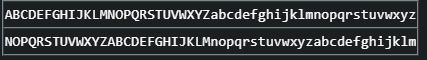 ABCDEFGHIJKLMNOPQRSTUVWXYZabcdefghijklmnopqrstuvwxyz
NOPQRSTUVWXYZABCDEFGHIJKLMnopqrstuvwxyzabcdefghijklm